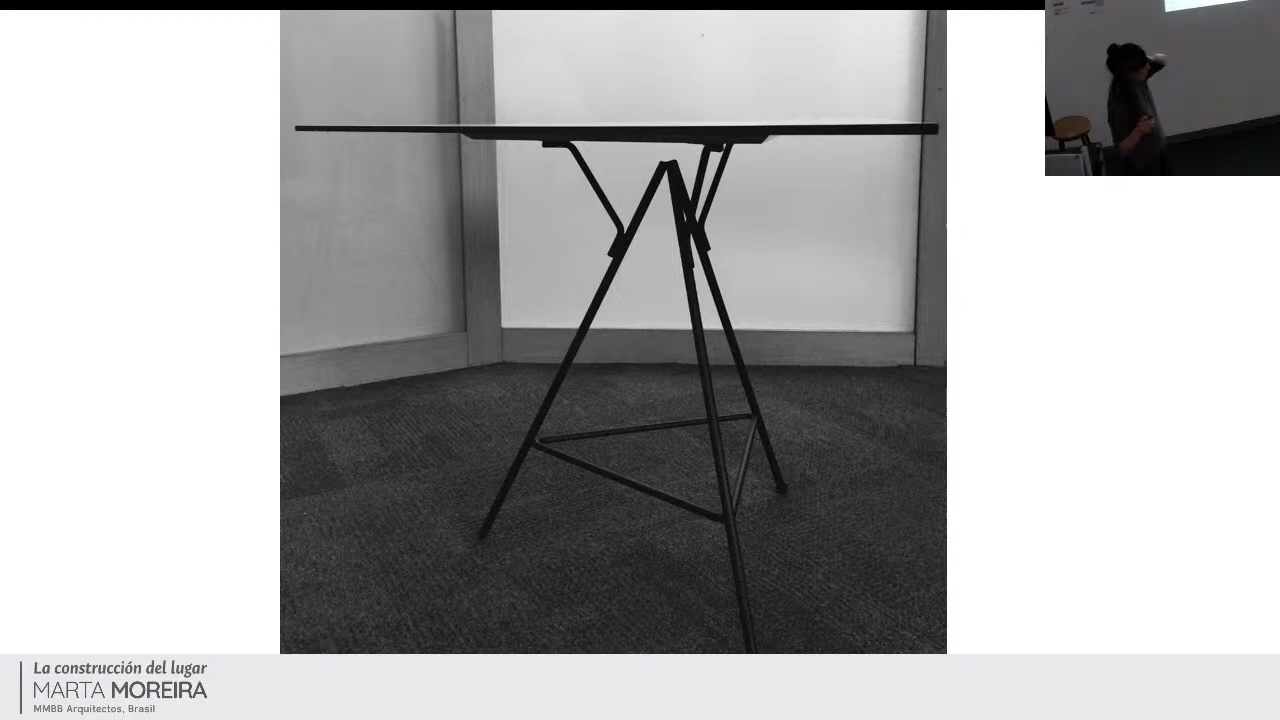 La construcción del lugar
MARTA MOREIRA
MMBB Arquitectos, Brasil